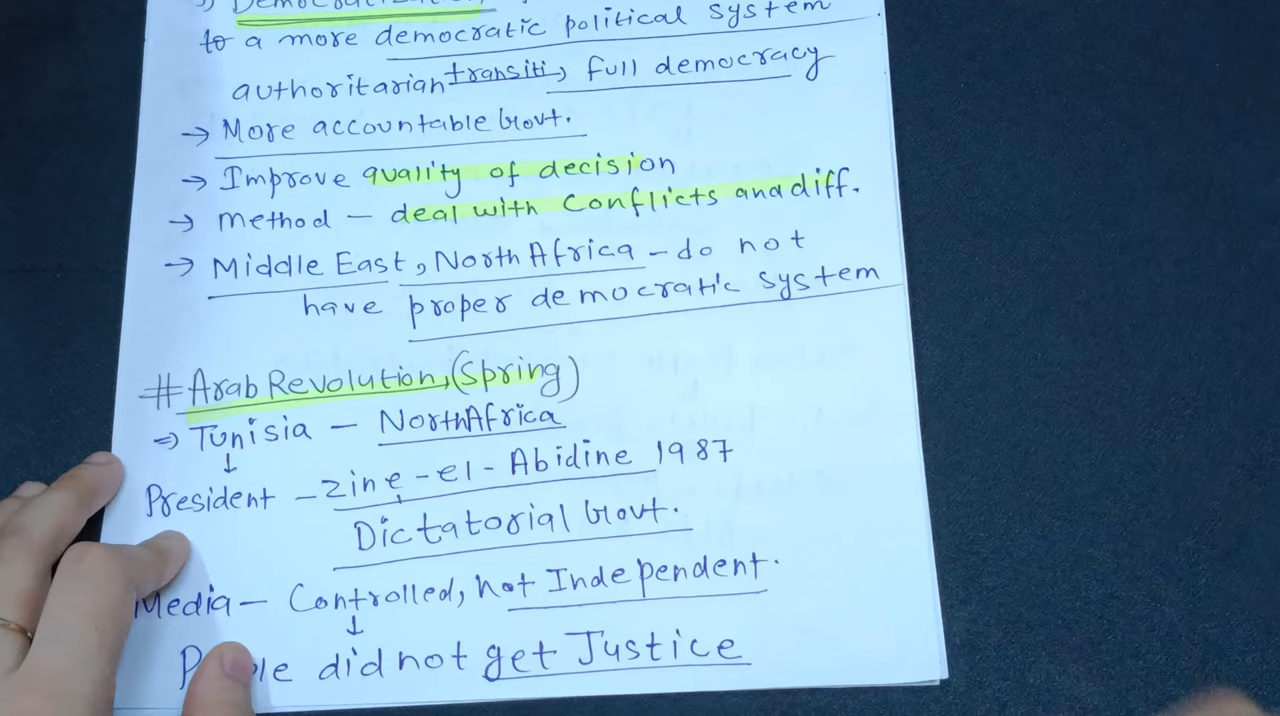 to a more democratic political system
authoritarian transiti, full democracy
→ More accountable Govt.
→ Improve quality of decision
→ Method - deal with Conflicts and diff.
→ Middle East, North Africa - do not
have proper democratic system
# Arab Revolution, (Spring)
⇒ Tunisia - North Africa
↓
President - Zine-el-Abidine 1987
Dictatorial Govt.
Media - Controlled, not Independent.
↓
did not get Justice